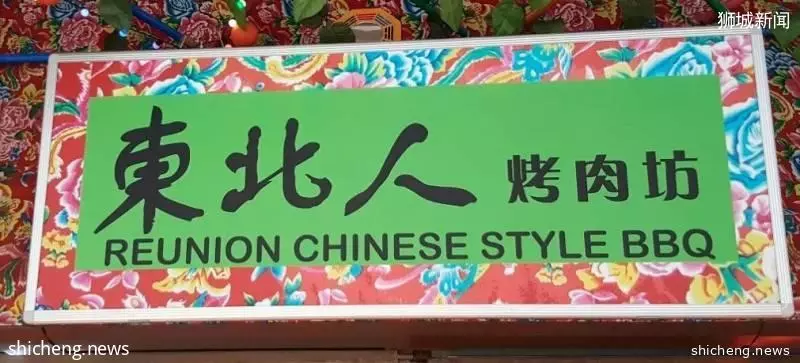 狮城新闻
東北人 烤肉坊
REUNION CHINESE STYLE BBQ
shicheng.news
shicheng.news